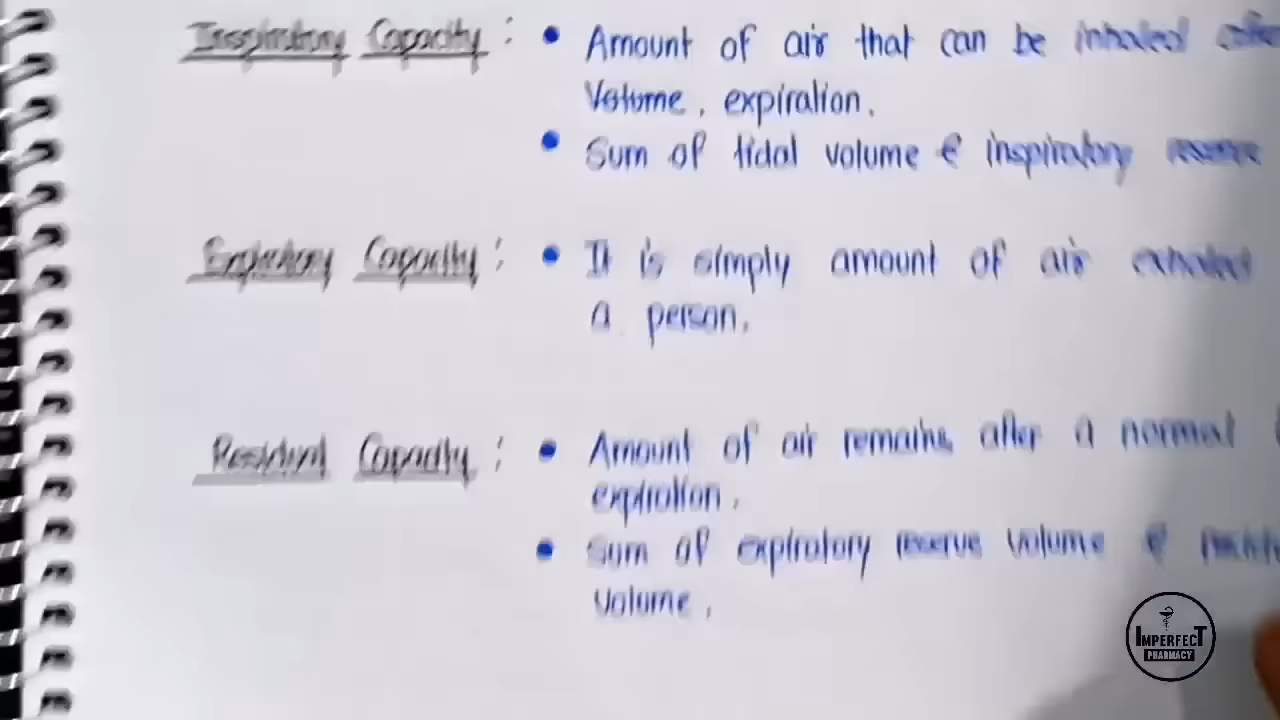 Inspiratory Capacity : • Amount of air that can be inhaled
Volume, expiration.
• Sum of tidal volume & inspiratory reserve
Expiratory Capacity : • It is simply amount of air exhaled
a person.
Residual Capacity : • Amount of air remains after a normal
expiration.
• Sum of expiratory reserve volume &
volume.
IMPERFECT
PHARMACY